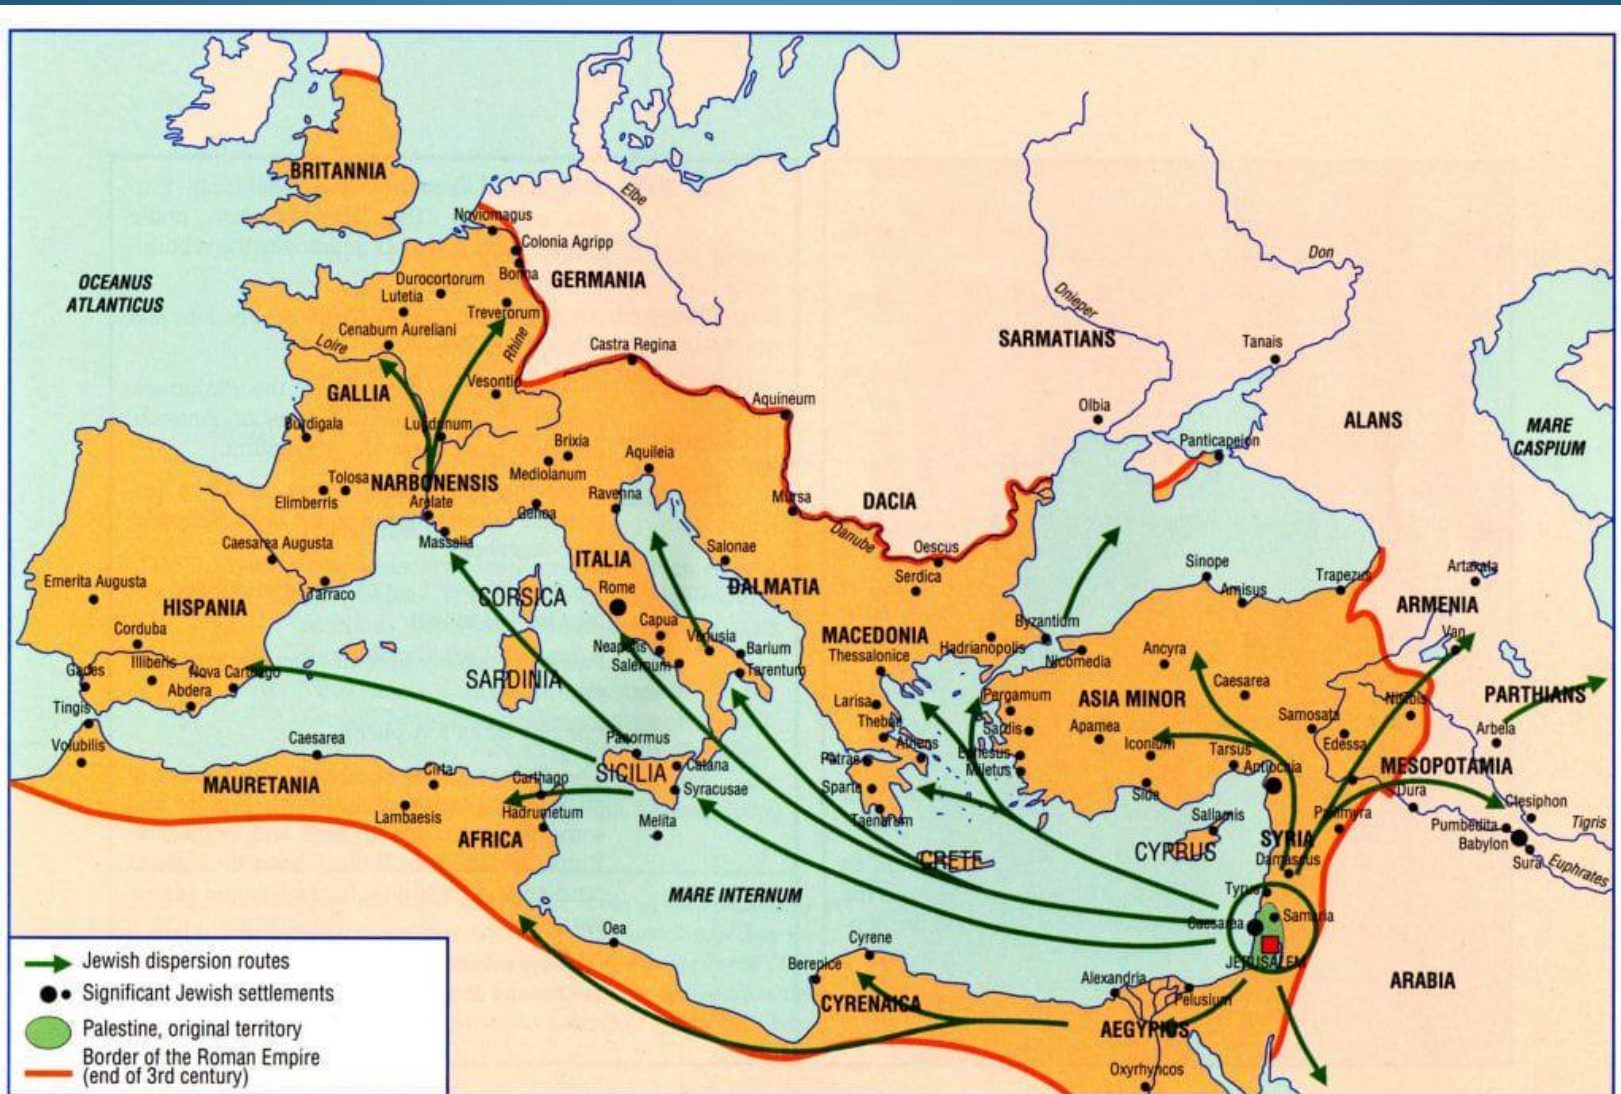 BRITANNIA
Noviomagus
Elbe
Colonia Agripp
Bonna
GERMANIA
OCEANUS
ATLANTICUS
Durocortorum
Lutetia
Treverorum
Cenabum Aureliani
Loire
Rhine
Castra Regina
Vesontio
GALLIA
Burdigala
Lugdunum
Aquineum
Don
Dnieper
SARMATIANS
Tanais
Olbia
ALANS
MARE
CASPIUM
Panticapeion
Brixia
Mediolanum
Aquileia
Tolosa
NARBONENSIS
Elimberris
Arelate
Ravenna
Genoa
Massalia
Mursa
DACIA
Danube
Oescus
Serdica
Caesarea Augusta
Emerita Augusta
HISPANIA
Tarraco
Corduba
Illiberis
Gades
Nova Carthago
Abdera
Tingis
Volubilis
ITALIA
CORSICA
Rome
Salonae
DALMATIA
Capua
Venusia
Neapolis
Salernum
Barium
Tarentum
SARDINIA
MACEDONIA
Thessalonice
Hadrianopolis
Byzantium
Nicomedia
Sinope
Amisus
Trapezus
Artaxata
ARMENIA
Van
Ancyra
Caesarea
ASIA MINOR
Pergamum
Sardis
Apamea
Iconium
Ephesus
Miletus
Side
Tarsus
Antiochia
Samosata
Edessa
Nisibis
PARTHIANS
Arbela
MESOPOTAMIA
Dura
Ctesiphon
Pumbedita
Babylon
Sura
Tigris
Euphrates
Larisa
Thebae
Athens
Patrae
Sparte
Taenarum
Caesarea
Cirta
MAURETANIA
Lambaesis
Carthago
Hadrumetum
AFRICA
Panormus
SICILIA
Catana
Syracusae
Melita
CRETE
CYPRUS
Sallamis
SYRIA
Palmyra
Damascus
Tyrus
Samaria
Caesarea
JERUSALEM
MARE INTERNUM
Oea
Cyrene
Berenice
CYRENAICA
Alexandria
Pelusium
AEGYPIUS
Oxyrhyncos
ARABIA
Jewish dispersion routes
Significant Jewish settlements
Palestine, original territory
Border of the Roman Empire
(end of 3rd century)